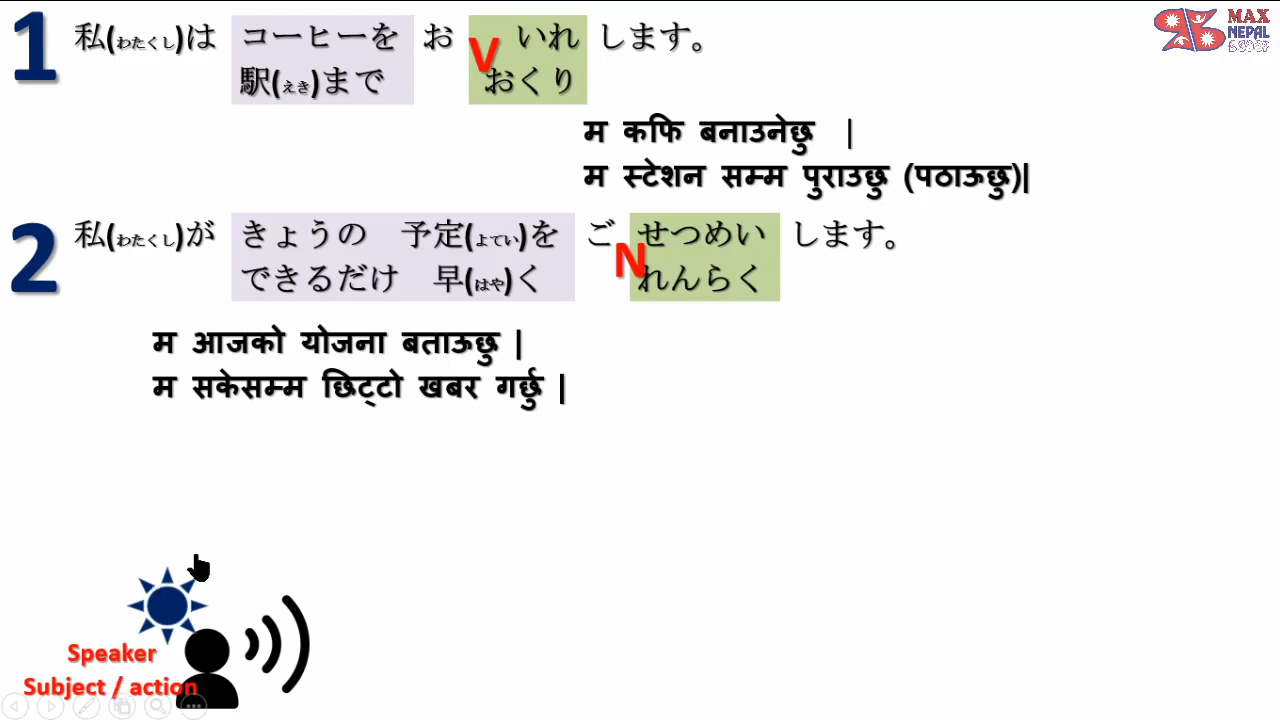 1 私(わたくし)は コーヒーを お V いれ します。
駅(えき)まで おくり
म कफि बनाउनेछु |
म स्टेशन सम्म पुराउछु (पठाऊछु)|
2 私(わたくし)が きょうの 予定(よてい)を ご N せつめい します。
できるだけ 早(はや)く れんらく
म आजको योजना बताऊछु |
म सकेसम्म छिट्टो खबर गर्छु |
Speaker
Subject / action
MAX
NEPAL